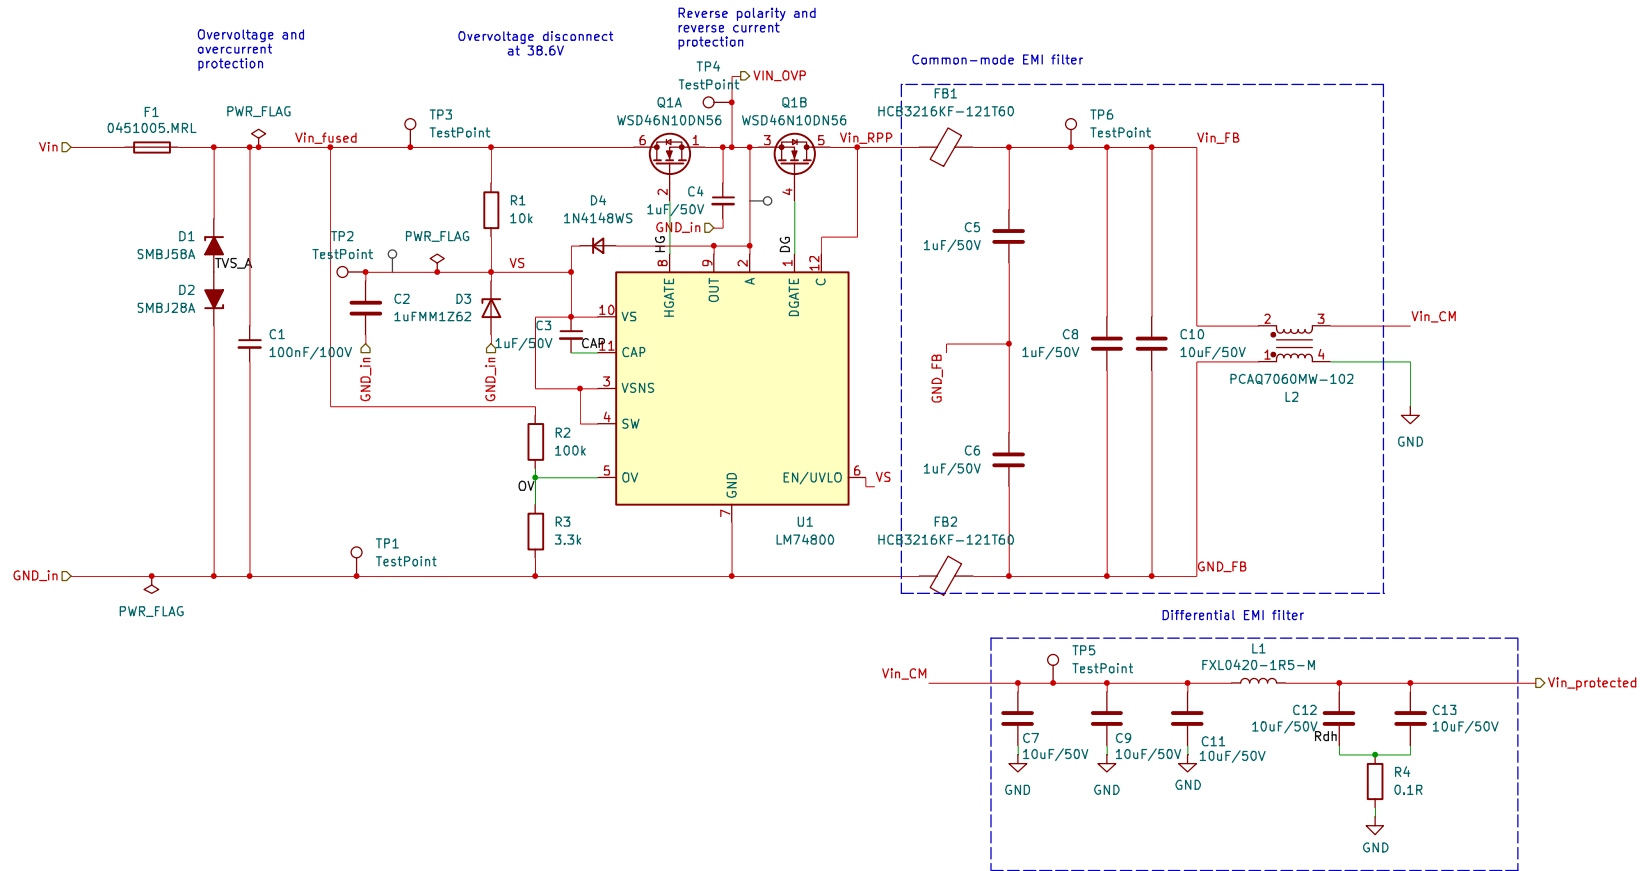 Overvoltage and
overcurrent
protection
Overvoltage disconnect
at 38.6V
Reverse polarity and
reverse current
protection
Common-mode EMI filter
F1
0451005.MRL
PWR_FLAG
Vin
Vin_fused
TP3
TestPoint
TP4
TestPoint
VIN_OVP
Q1A
WSD46N10DN56
6
1
2
Q1B
WSD46N10DN56
3
5
4
Vin_RPP
FB1
HCB3216KF-121T60
TP6
TestPoint
Vin_FB
D1
SMBJ58A
TVS_A
D2
SMBJ28A
C1
100nF/100V
TP2
TestPoint
PWR_FLAG
VS
R1
10k
D4
1N4148WS
C4
1uF/50V
GND_in
HG
DG
C2
1uF
D3
MM1Z62
C3
1uF/50V
CAP
GND_in
GND_in
8
9
2
1
12
HGATE
OUT
A
DGATE
C
10
VS
11
CAP
3
VSNS
4
SW
5
OV
EN/UVLO
6
VS
GND
7
U1
LM74800
R2
100k
OV
R3
3.3k
C5
1uF/50V
GND_FB
C6
1uF/50V
C8
1uF/50V
C10
10uF/50V
2
3
1
4
Vin_CM
PCAQ7060MW-102
L2
GND
GND_in
PWR_FLAG
TP1
TestPoint
FB2
HCB3216KF-121T60
GND_FB
Differential EMI filter
Vin_CM
TP5
TestPoint
L1
FXL0420-1R5-M
Vin_protected
C7
10uF/50V
GND
C9
10uF/50V
GND
C11
10uF/50V
GND
C12
10uF/50V
Rdh
C13
10uF/50V
R4
0.1R
GND